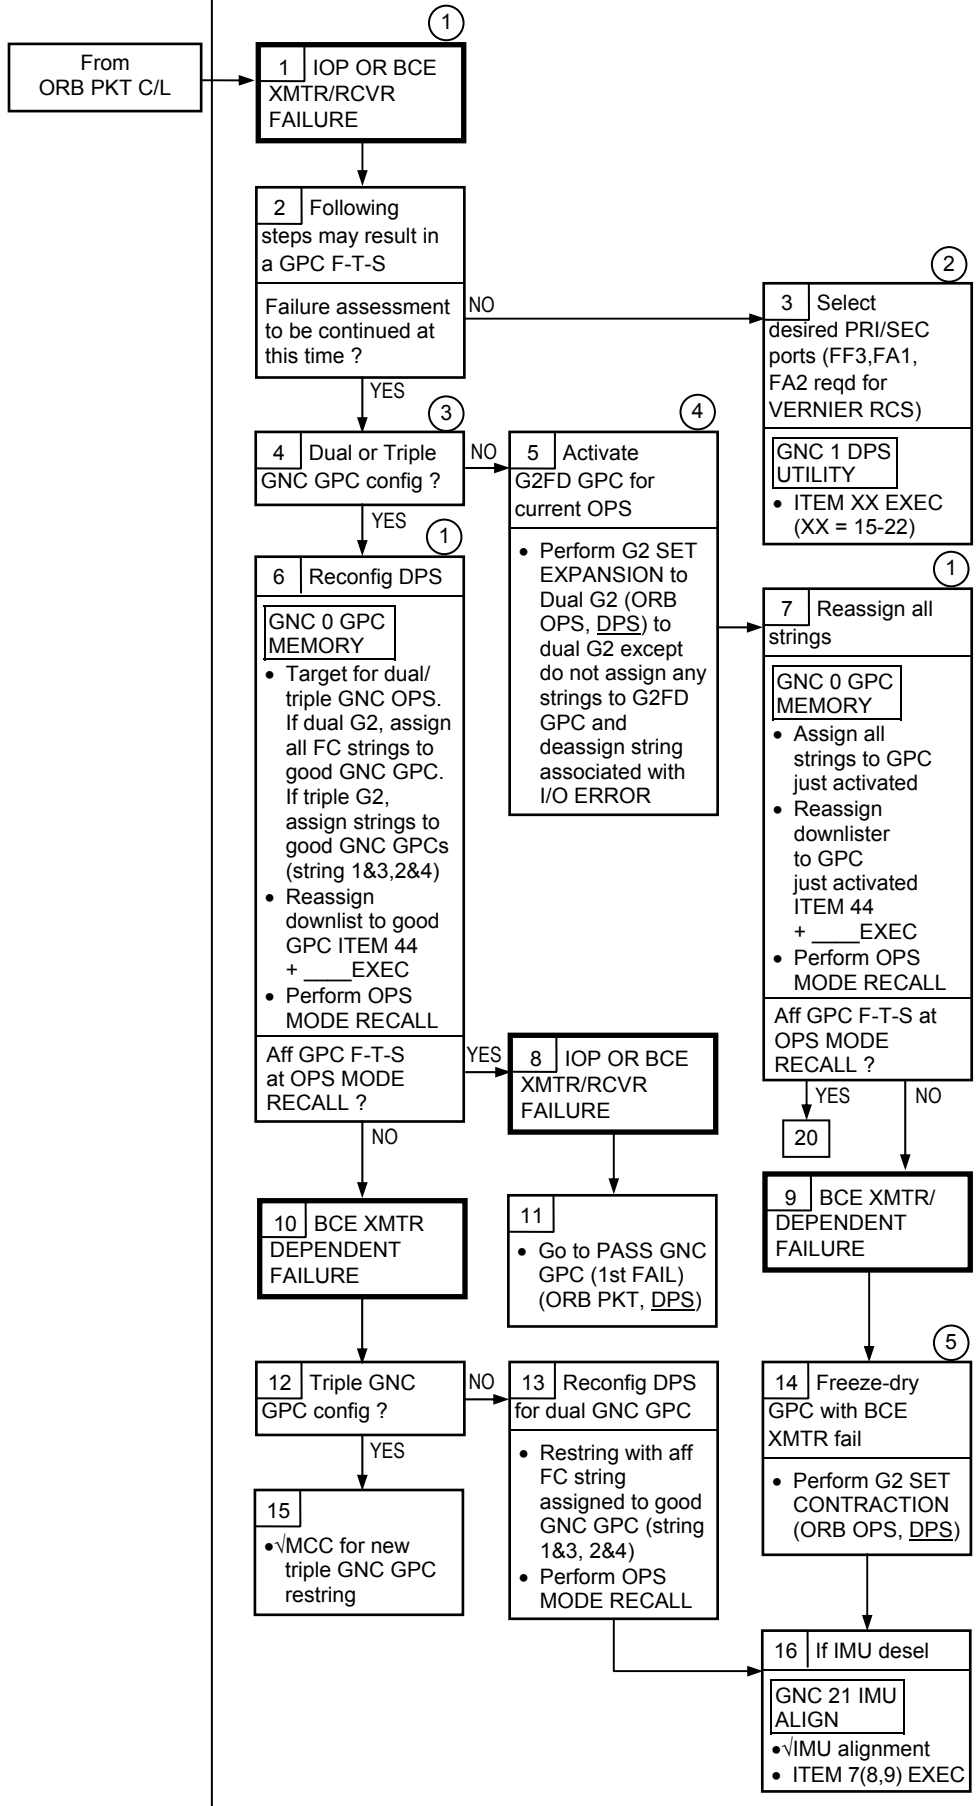 From
ORB PKT C/L
1
1 IOP OR BCE
XMTR/RCVR
FAILURE
2 Following
steps may result in
a GPC F-T-S
Failure assessment
to be continued at
this time ?
NO
YES
2
3 Select
desired PRI/SEC
ports (FF3,FA1,
FA2 reqd for
VERNIER RCS)
GNC 1 DPS
UTILITY
• ITEM XX EXEC
(XX = 15-22)
3
4 Dual or Triple
GNC GPC config ?
NO
YES
4
5 Activate
G2FD GPC for
current OPS
• Perform G2 SET
EXPANSION to
Dual G2 (ORB
OPS, DPS) to
dual G2 except
do not assign any
strings to G2FD
GPC and
deassign string
associated with
I/O ERROR
1
6 Reconfig DPS
GNC 0 GPC
MEMORY
• Target for dual/
triple GNC OPS.
If dual G2, assign
all FC strings to
good GNC GPC.
If triple G2,
assign strings to
good GNC GPCs
(string 1&3,2&4)
• Reassign
downlist to good
GPC ITEM 44
+ ____EXEC
• Perform OPS
MODE RECALL
Aff GPC F-T-S
at OPS MODE
RECALL ?
YES
NO
1
7 Reassign all
strings
GNC 0 GPC
MEMORY
• Assign all
strings to GPC
just activated
• Reassign
downlister
to GPC
just activated
ITEM 44
+ ____EXEC
• Perform OPS
MODE RECALL
Aff GPC F-T-S at
OPS MODE
RECALL ?
YES
NO
20
8 IOP OR BCE
XMTR/RCVR
FAILURE
9 BCE XMTR/
DEPENDENT
FAILURE
10 BCE XMTR
DEPENDENT
FAILURE
11
• Go to PASS GNC
GPC (1st FAIL)
(ORB PKT, DPS)
12 Triple GNC
GPC config ?
NO
YES
13 Reconfig DPS
for dual GNC GPC
• Restring with aff
FC string
assigned to good
GNC GPC (string
1&3, 2&4)
• Perform OPS
MODE RECALL
5
14 Freeze-dry
GPC with BCE
XMTR fail
• Perform G2 SET
CONTRACTION
(ORB OPS, DPS)
15
•√MCC for new
triple GNC GPC
restring
16 If IMU desel
GNC 21 IMU
ALIGN
•√IMU alignment
• ITEM 7(8,9) EXEC